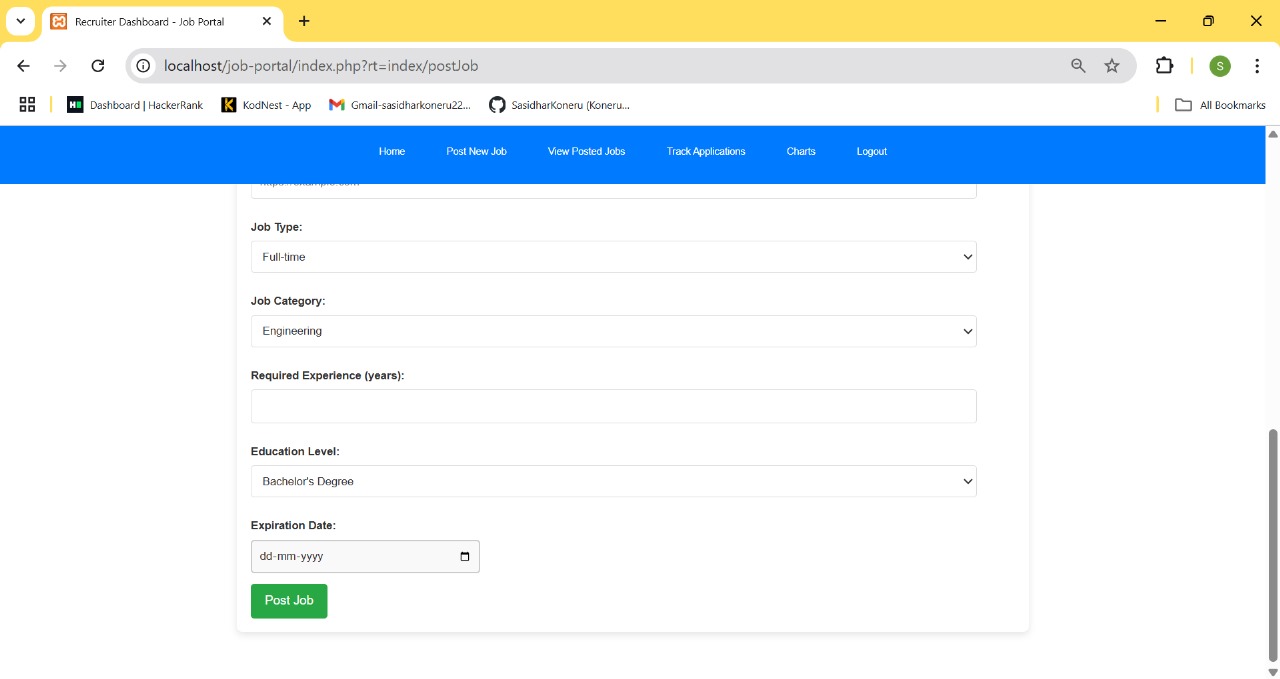 Recruiter Dashboard - Job Portal
localhost/job-portal/index.php?rt=index/postJob
S
Dashboard | HackerRank
KodNest - App
Gmail-sasidharkoneru22...
SasidharKoneru (Koneru...
All Bookmarks
Home
Post New Job
View Posted Jobs
Track Applications
Charts
Logout
Job Type:
Full-time
Job Category:
Engineering
Required Experience (years):
Education Level:
Bachelor's Degree
Expiration Date:
dd-mm-yyyy
Post Job